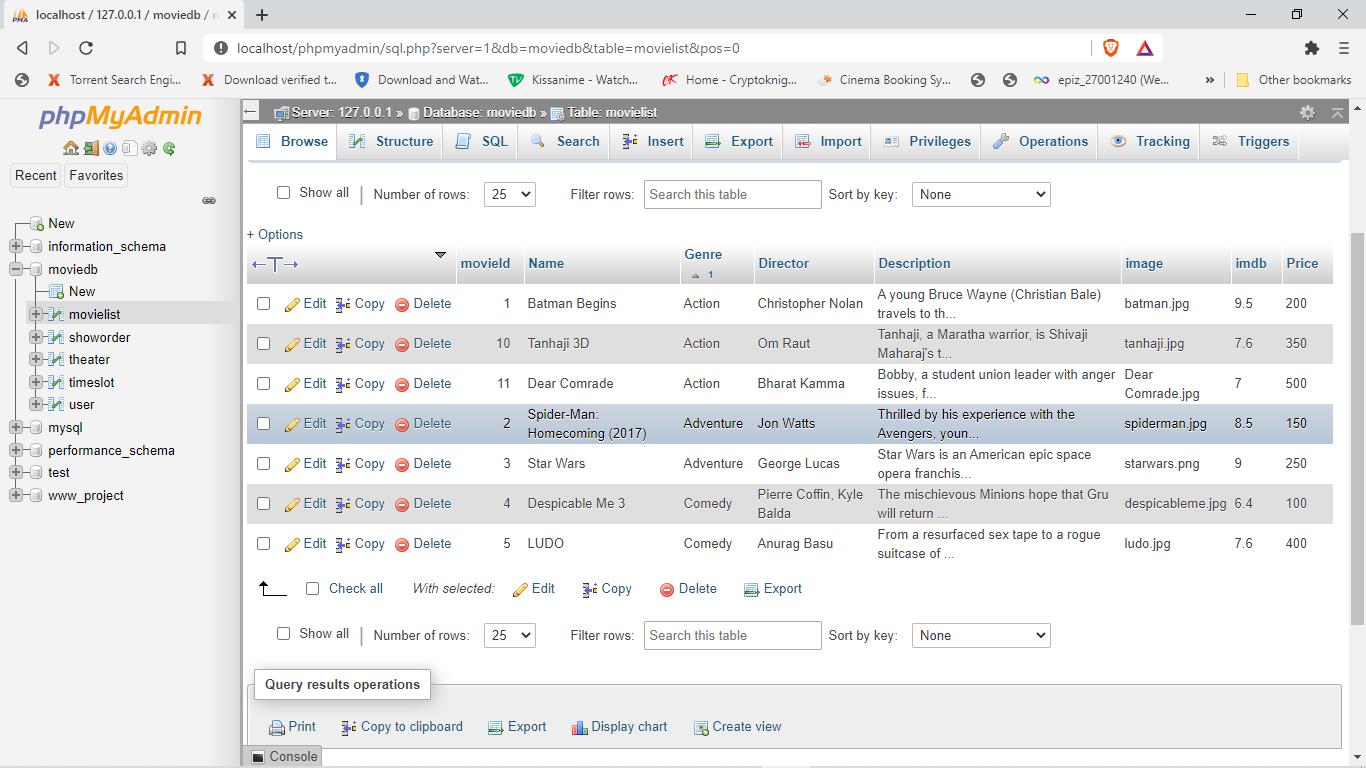 localhost / 127.0.0.1 / moviedb / m
localhost/phpmyadmin/sql.php?server=1&db=moviedb&table=movielist&pos=0
Torrent Search Engi... Download verified t... Download and Wat... Kissanime - Watch... Home - Cryptoknig... Cinema Booking Sy... epiz_27001240 (We... » Other bookmarks
phpMyAdmin
Recent Favorites
New
information_schema
moviedb
New
movielist
showorder
theater
timeslot
user
mysql
performance_schema
test
www_project
Server: 127.0.0.1 » Database: moviedb » Table: movielist
Browse Structure SQL Search Insert Export Import Privileges Operations Tracking Triggers
Show all | Number of rows: 25 Filter rows: Search this table Sort by key: None
+ Options
←T→ movieId Name Genre 1 Director Description image imdb Price
Edit Copy Delete 1 Batman Begins Action Christopher Nolan A young Bruce Wayne (Christian Bale) travels to th... batman.jpg 9.5 200
Edit Copy Delete 10 Tanhaji 3D Action Om Raut Tanhaji, a Maratha warrior, is Shivaji Maharaj's t... tanhaji.jpg 7.6 350
Edit Copy Delete 11 Dear Comrade Action Bharat Kamma Bobby, a student union leader with anger issues, f... Dear Comrade.jpg 7 500
Edit Copy Delete 2 Spider-Man: Homecoming (2017) Adventure Jon Watts Thrilled by his experience with the Avengers, youn... spiderman.jpg 8.5 150
Edit Copy Delete 3 Star Wars Adventure George Lucas Star Wars is an American epic space opera franchis... starwars.png 9 250
Edit Copy Delete 4 Despicable Me 3 Comedy Pierre Coffin, Kyle Balda The mischievous Minions hope that Gru will return ... despicableme.jpg 6.4 100
Edit Copy Delete 5 LUDO Comedy Anurag Basu From a resurfaced sex tape to a rogue suitcase of ... ludo.jpg 7.6 400
Check all With selected: Edit Copy Delete Export
Show all | Number of rows: 25 Filter rows: Search this table Sort by key: None
Query results operations
Print Copy to clipboard Export Display chart Create view
Console